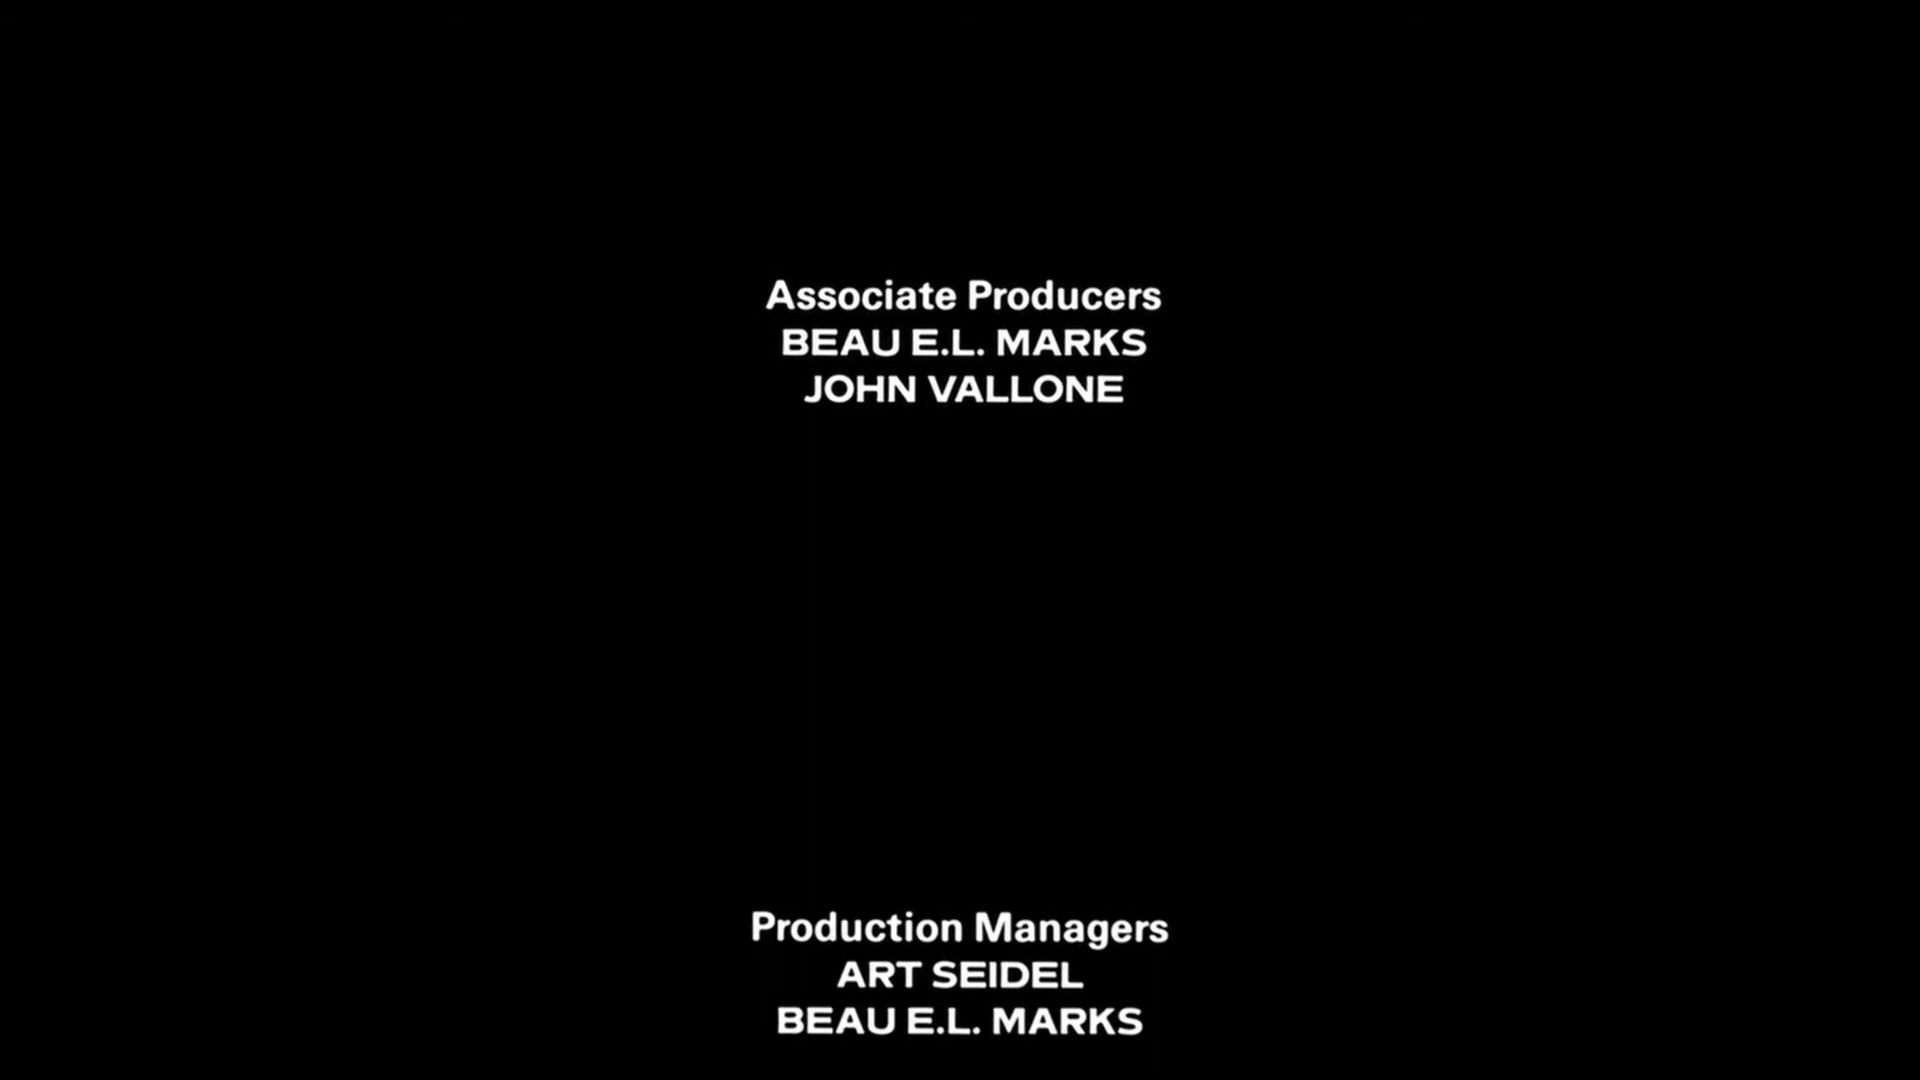 Associate Producers
BEAU E.L. MARKS
JOHN VALLONE
Production Managers
ART SEIDEL
BEAU E.L. MARKS